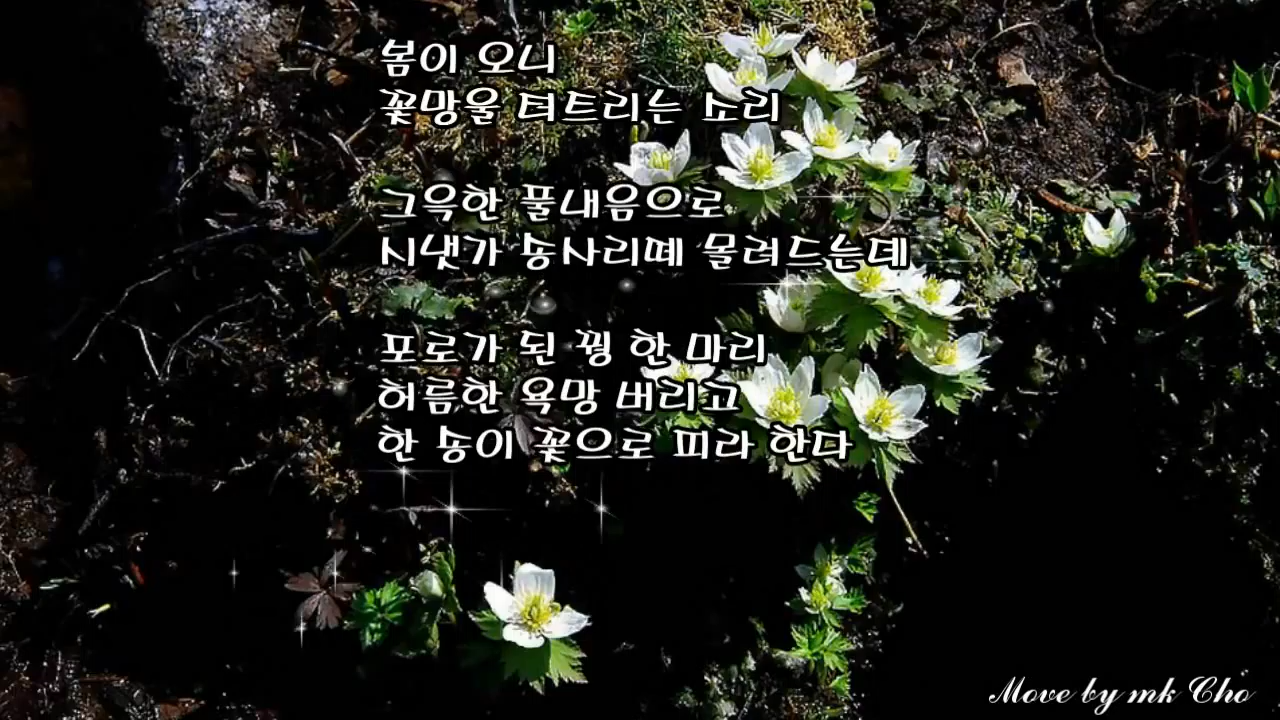 봄이 오니
꽃망울 터트리는 소리
그윽한 풀내음으로
시냇가 송사리떼 몰려드는데
포로가 된 꿩 한 마리
허름한 욕망 버리고
한 송이 꽃으로 피라 한다
Move by mk Cho